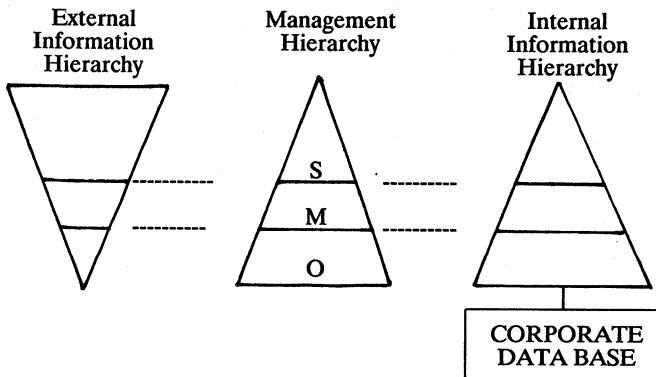 External
Information
Hierarchy
Management
Hierarchy
Internal
Information
Hierarchy
S
M
O
CORPORATE
DATA BASE